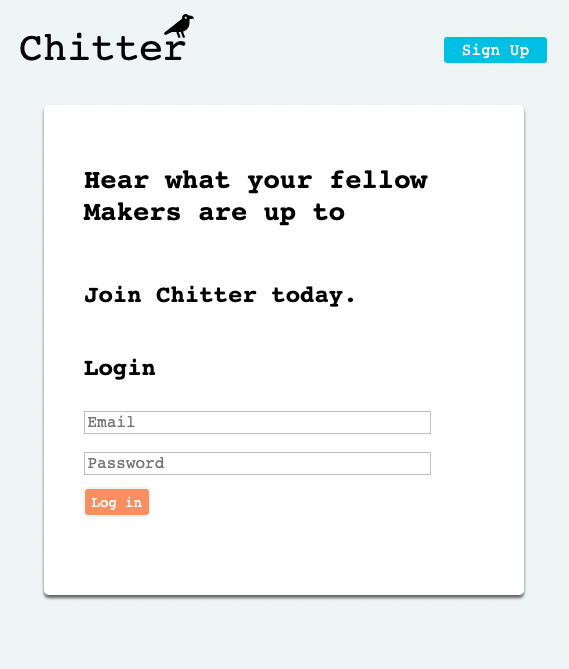 Chitter
Sign Up
Hear what your fellow
Makers are up to
Join Chitter today.
Login
Email
Password
Log in